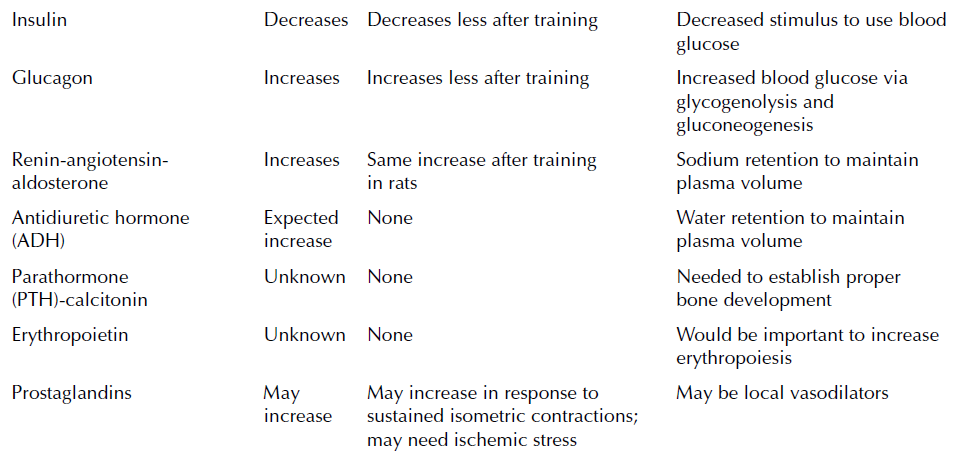 Insulin Decreases Decreases less after training Decreased stimulus to use blood
glucose
Glucagon Increases Increases less after training Increased blood glucose via
glycogenolysis and
gluconeogenesis
Renin-angiotensin- Increases Same increase after training Sodium retention to maintain
aldosterone in rats plasma volume
Antidiuretic hormone Expected None Water retention to maintain
(ADH) increase plasma volume
Parathormone Unknown None Needed to establish proper
(PTH)-calcitonin bone development
Erythropoietin Unknown None Would be important to increase
erythropoiesis
Prostaglandins May May increase in response to May be local vasodilators
increase sustained isometric contractions;
may need ischemic stress